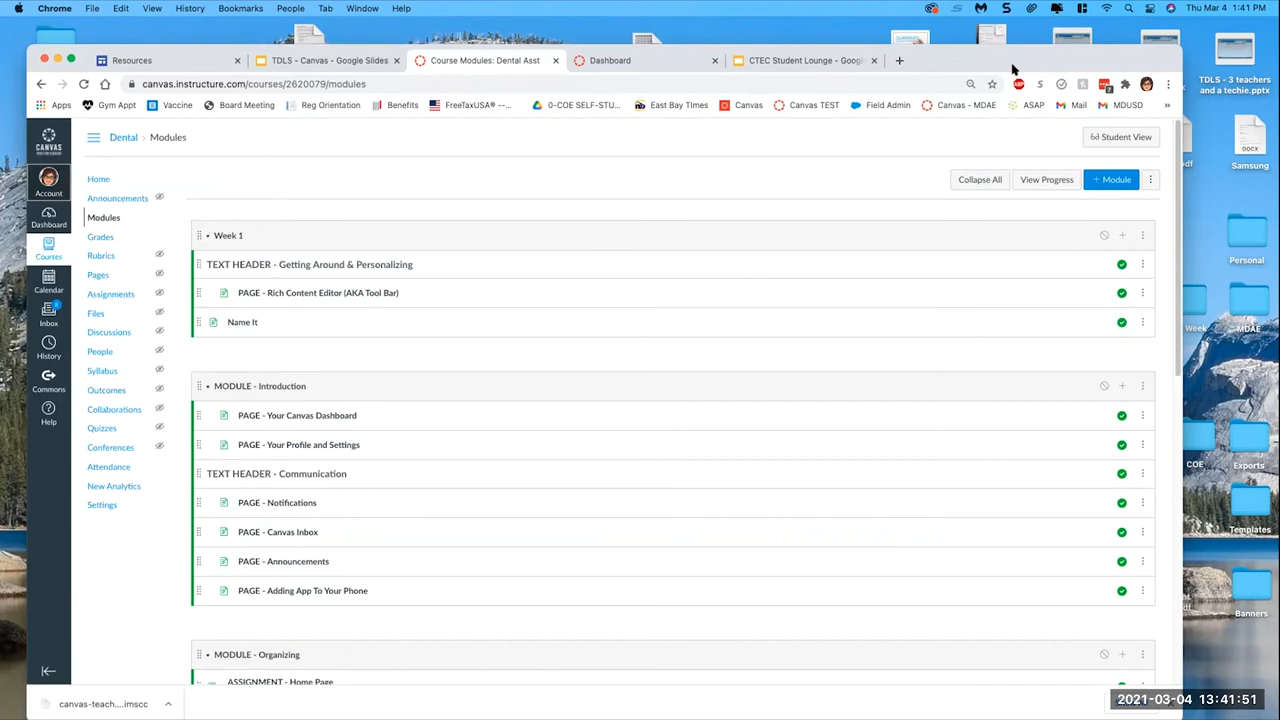 Chrome File Edit View History Bookmarks People Tab Window Help Thu Mar 4 1:41 PM
Resources TDLS - Canvas - Google Slides Course Modules: Dental Asst Dashboard CTEC Student Lounge - Googl
canvas.instructure.com/courses/2620079/modules
Apps Gym Appt Vaccine Board Meeting Reg Orientation Benefits FreeTaxUSA® --... 0-COE SELF-STU... East Bay Times Canvas Canvas TEST Field Admin Canvas - MDAE ASAP Mail MDUSD »
TDLS - 3 teachers
and a techie.pptx
CANVAS
Dental › Modules
Student View
Account
Dashboard
Courses
Calendar
Inbox
8
History
Commons
Help
Home
Announcements
Modules
Grades
Rubrics
Pages
Assignments
Files
Discussions
People
Syllabus
Outcomes
Collaborations
Quizzes
Conferences
Attendance
New Analytics
Settings
Collapse All View Progress + Module
Week 1
TEXT HEADER - Getting Around & Personalizing
PAGE - Rich Content Editor (AKA Tool Bar)
Name It
MODULE - Introduction
PAGE - Your Canvas Dashboard
PAGE - Your Profile and Settings
TEXT HEADER - Communication
PAGE - Notifications
PAGE - Canvas Inbox
PAGE - Announcements
PAGE - Adding App To Your Phone
MODULE - Organizing
ASSIGNMENT - Home Page
DOCX
Samsung
Personal
Week
MDAE
COE
Exports
Templates
Banners
canvas-teach....imscc
2021-03-04 13:41:51